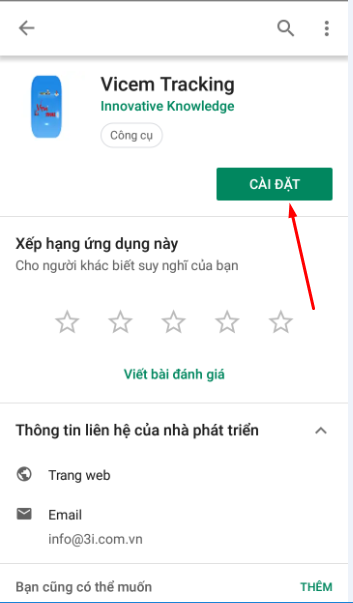 Vicem Tracking
Innovative Knowledge
Công cụ
CÀI ĐẶT
Xếp hạng ứng dụng này
Cho người khác biết suy nghĩ của bạn
Viết bài đánh giá
Thông tin liên hệ của nhà phát triển
Trang web
Email
info@3i.com.vn
Bạn cũng có thể muốn THÊM